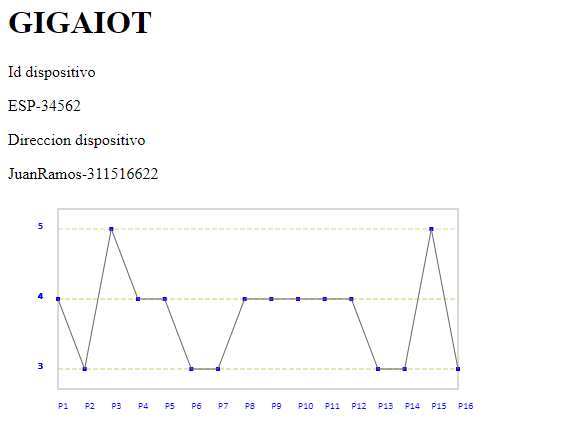 GIGAIOT
Id dispositivo
ESP-34562
Direccion dispositivo
JuanRamos-311516622
5
4
3
P1 P2 P3 P4 P5 P6 P7 P8 P9 P10 P11 P12 P13 P14 P15 P16